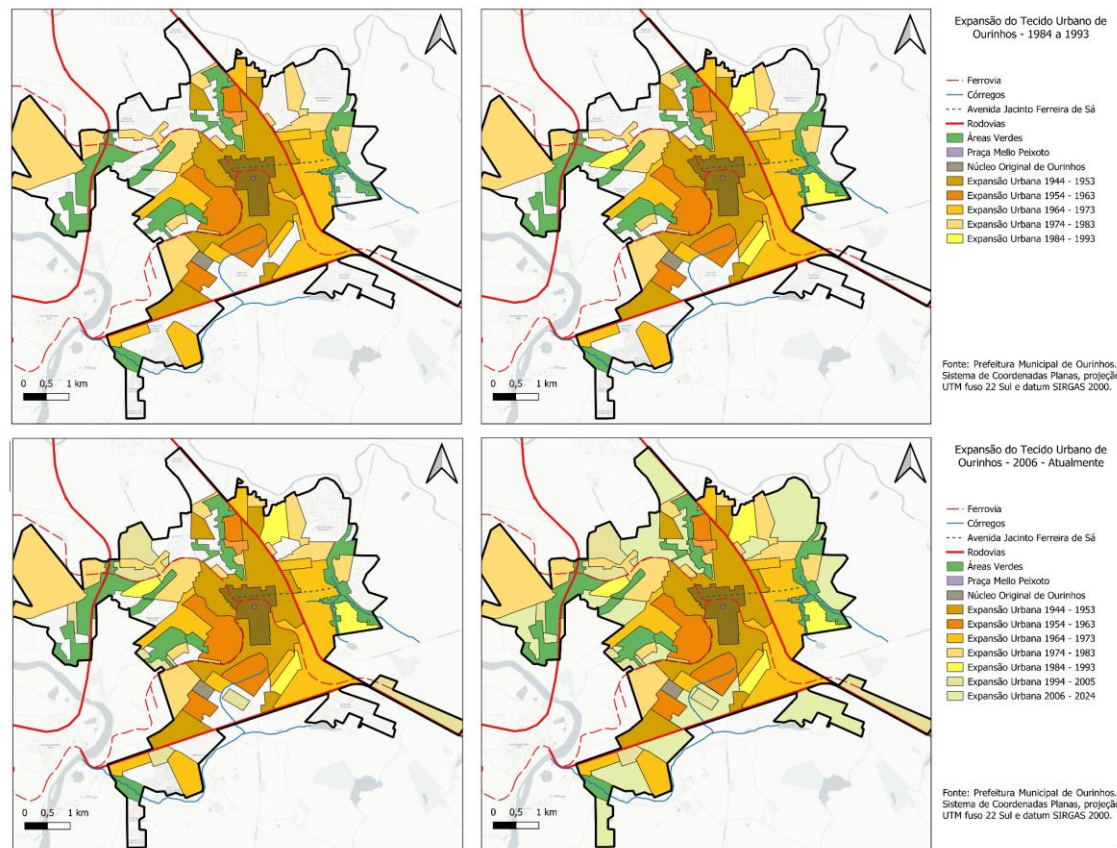 Expansão do Tecido Urbano de
Ourinhos - 1984 a 1993
Ferrovia
Córregos
Avenida Jacinto Ferreira de Sá
Rodovias
Áreas Verdes
Praça Mello Peixoto
Núcleo Original de Ourinhos
Expansão Urbana 1944 - 1953
Expansão Urbana 1954 - 1963
Expansão Urbana 1964 - 1973
Expansão Urbana 1974 - 1983
Expansão Urbana 1984 - 1993
Fonte: Prefeitura Municipal de Ourinhos.
Sistema de Coordenadas Planas, projeção
UTM fuso 22 Sul e datum SIRGAS 2000.
0 0,5 1 km
0 0,5 1 km
Expansão do Tecido Urbano de
Ourinhos - 2006 - Atualmente
Ferrovia
Córregos
Avenida Jacinto Ferreira de Sá
Rodovias
Áreas Verdes
Praça Mello Peixoto
Núcleo Original de Ourinhos
Expansão Urbana 1944 - 1953
Expansão Urbana 1954 - 1963
Expansão Urbana 1964 - 1973
Expansão Urbana 1974 - 1983
Expansão Urbana 1984 - 1993
Expansão Urbana 1994 - 2005
Expansão Urbana 2006 - 2024
Fonte: Prefeitura Municipal de Ourinhos.
Sistema de Coordenadas Planas, projeção
UTM fuso 22 Sul e datum SIRGAS 2000.
0 0,5 1 km
0 0,5 1 km